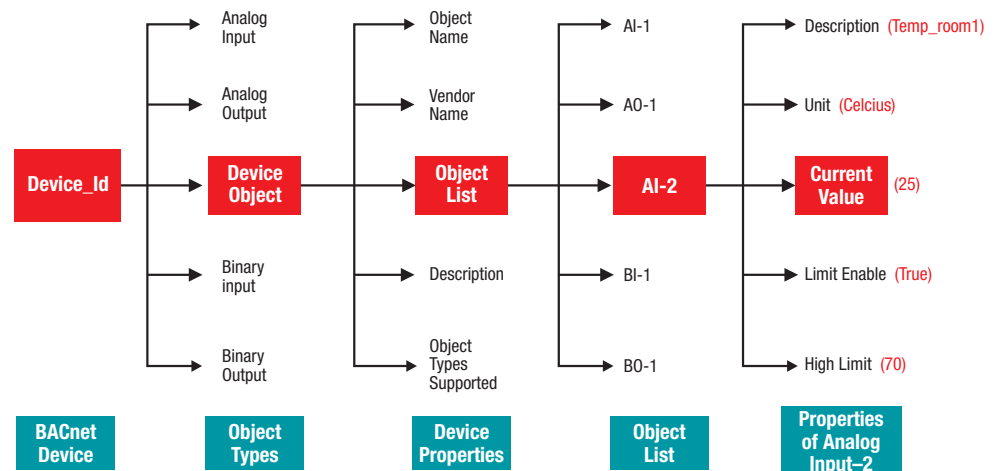 Analog
Input
Analog
Output
Device_Id
Device
Object
Binary
input
Binary
Output
Object
Name
Vendor
Name
Object
List
Description
Object
Types
Supported
AI-1
AO-1
AI-2
BI-1
BO-1
Description (Temp_room1)
Unit (Celcius)
Current
Value
(25)
Limit Enable (True)
High Limit (70)
BACnet
Device
Object
Types
Device
Properties
Object
List
Properties
of Analog
Input–2